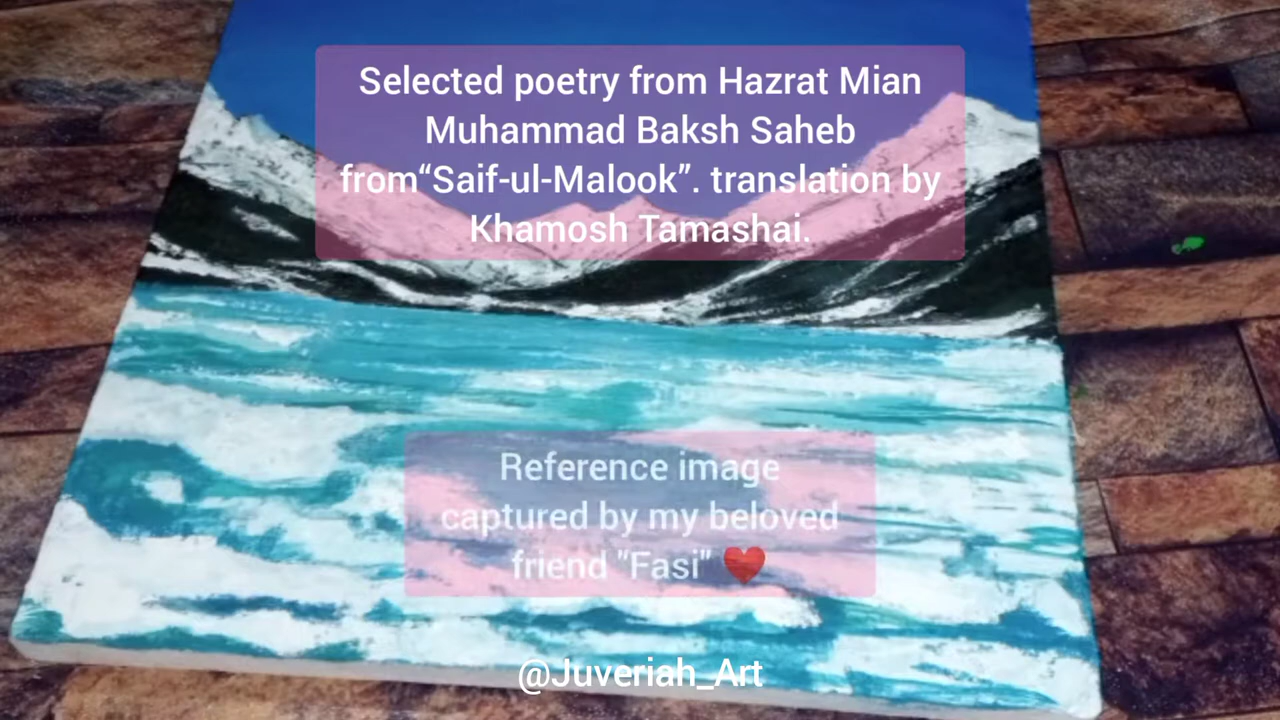 Selected poetry from Hazrat Mian
Muhammad Baksh Saheb
from“Saif-ul-Malook”. translation by
Khamosh Tamashai.
Reference image
captured by my beloved
friend "Fasi" ❤️
@Juveriah_Art